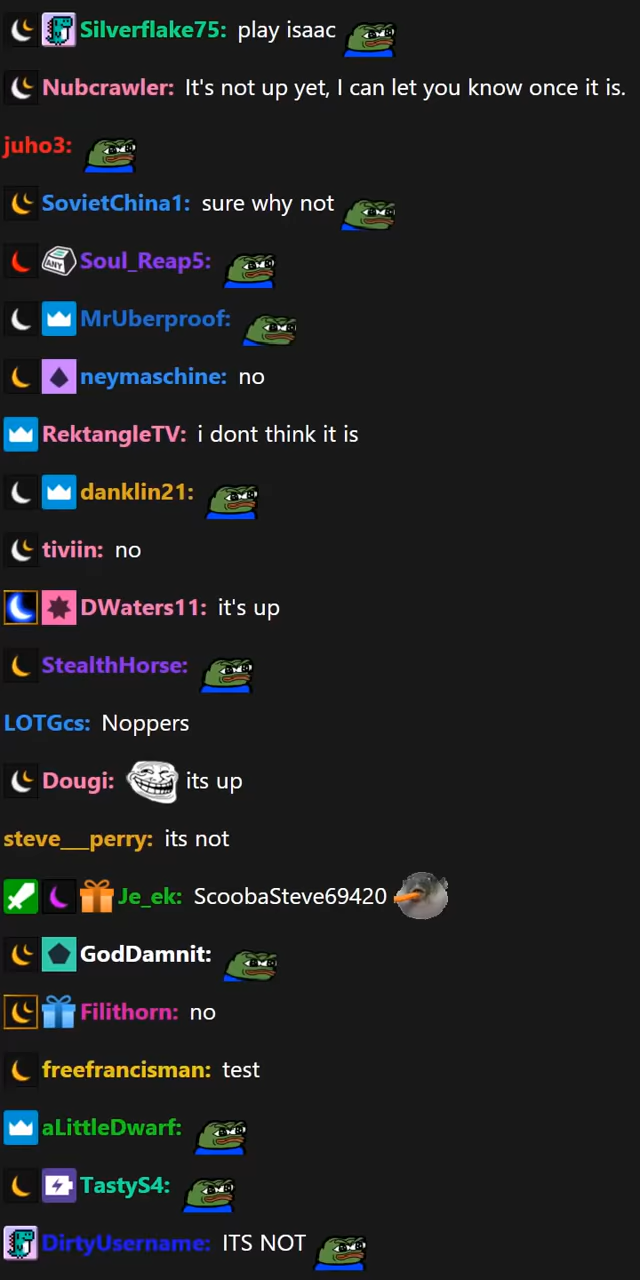 Silverflake75: play isaac
Nubcrawler: It's not up yet, I can let you know once it is.
juho3:
SovietChina1: sure why not
ANY Soul_Reap5:
MrUberproof:
neymaschine: no
RektangleTV: i dont think it is
danklin21:
tiviin: no
DWaters11: it's up
StealthHorse:
LOTGcs: Noppers
Dougi: its up
steve__perry: its not
Je_ek: ScoobaSteve69420
GodDamnit:
Filithorn: no
freefrancisman: test
aLittleDwarf:
TastyS4:
DirtyUsername: ITS NOT